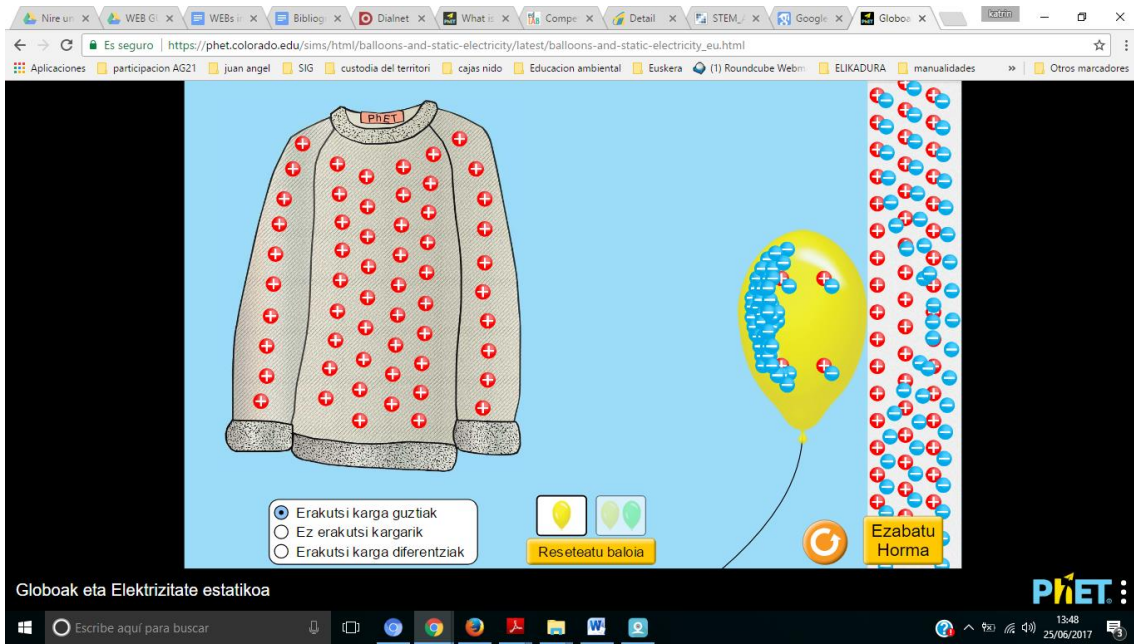 Nire un
WEB GU
WEBs i
Bibliog
Dialnet
What is
Compe
Detail
STEM_
Google
Globoa
katrin
Es seguro | https://phet.colorado.edu/sims/html/balloons-and-static-electricity/latest/balloons-and-static-electricity_eu.html
Aplicaciones participacion AG21 juan angel SIG custodia del territori cajas nido Educacion ambiental Euskera (1) Roundcube Webm ELIKADURA manualidades » Otros marcadores
PhET
Erakutsi karga guztiak
Ez erakutsi kargarik
Erakutsi karga diferentziak
Reseteatu baloia
Ezabatu
Horma
Globoak eta Elektrizitate estatikoa
PhET
Escribe aquí para buscar
13:48
25/06/2017
3